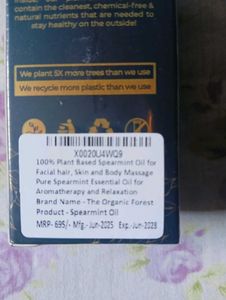 contain the cleanest, chemical-free &
natural nutrients that are needed to
stay healthy on the outside!
We plant 5X more trees than we use
We recycle more plastic than we use
X0020U4WQ9
100% Plant Based Spearmint Oil for
Facial hair, Skin and Body Massage
Pure Spearmint Essential Oil for
Aromatherapy and Relaxation
Brand Name - The Organic Forest
Product - Spearmint Oil
MRP- 695/- Mfg.- Jun-2025 Exp.-Jun-2028